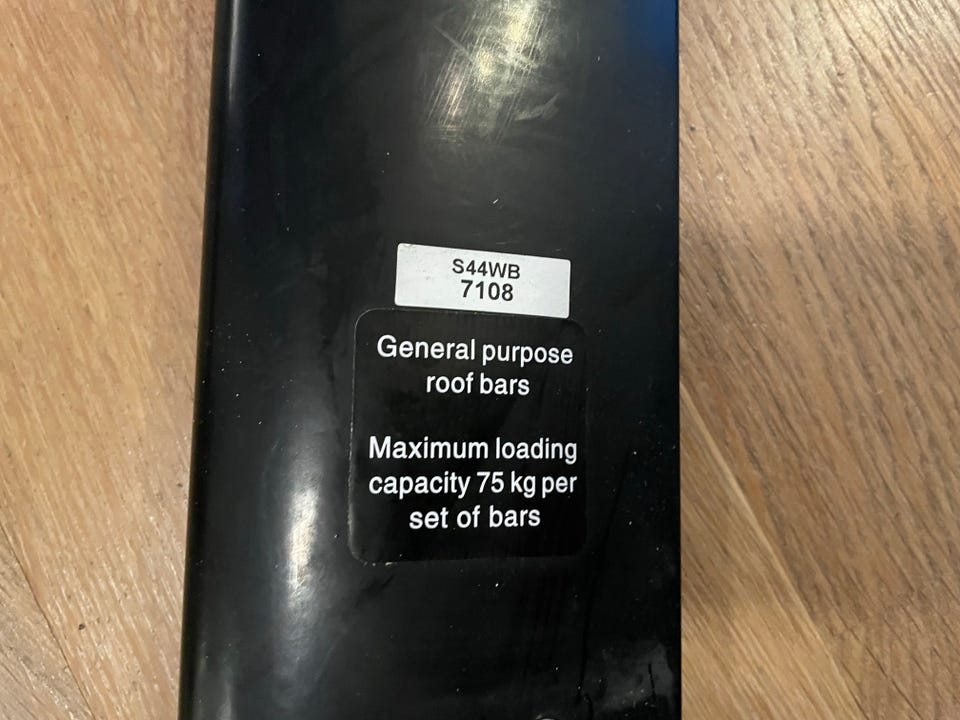 S44WB
7108
General purpose
roof bars
Maximum loading
capacity 75 kg per
set of bars